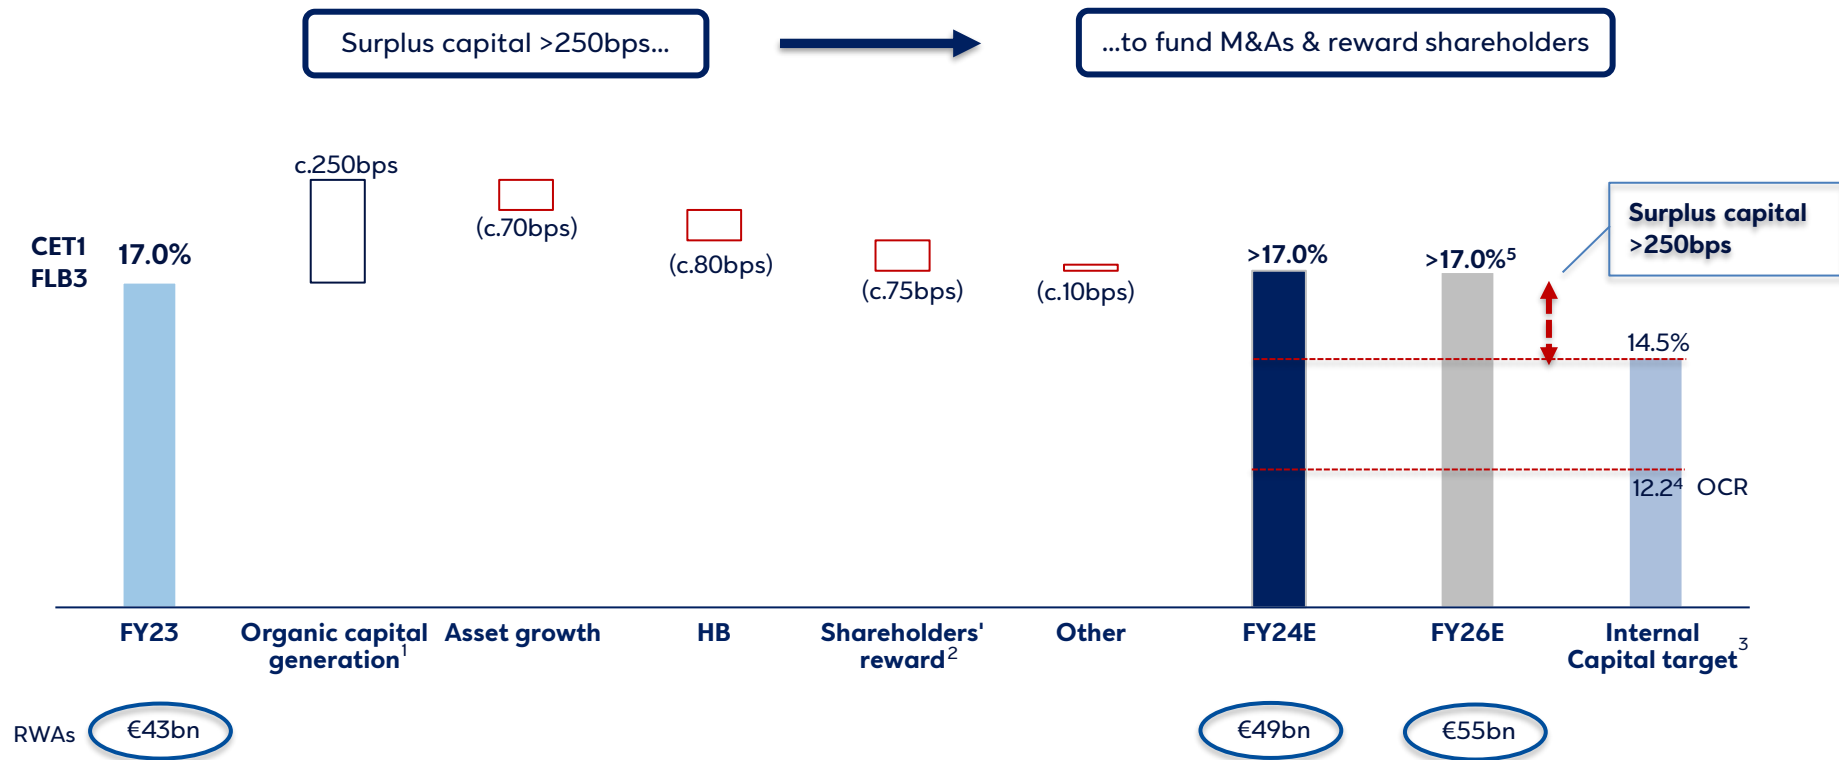 Surplus capital >250bps...
...to fund M&As & reward shareholders
c.250bps
(c.70bps)
(c.80bps)
(c.75bps)
(c.10bps)
CET1
FLB3
17.0%
>17.0%
>17.0%⁵
Surplus capital
>250bps
14.5%
12.2⁴ OCR
FY23
Organic capital
generation¹
Asset growth
HB
Shareholders'
reward²
Other
FY24E
FY26E
Internal
Capital target³
RWAs
€43bn
€49bn
€55bn